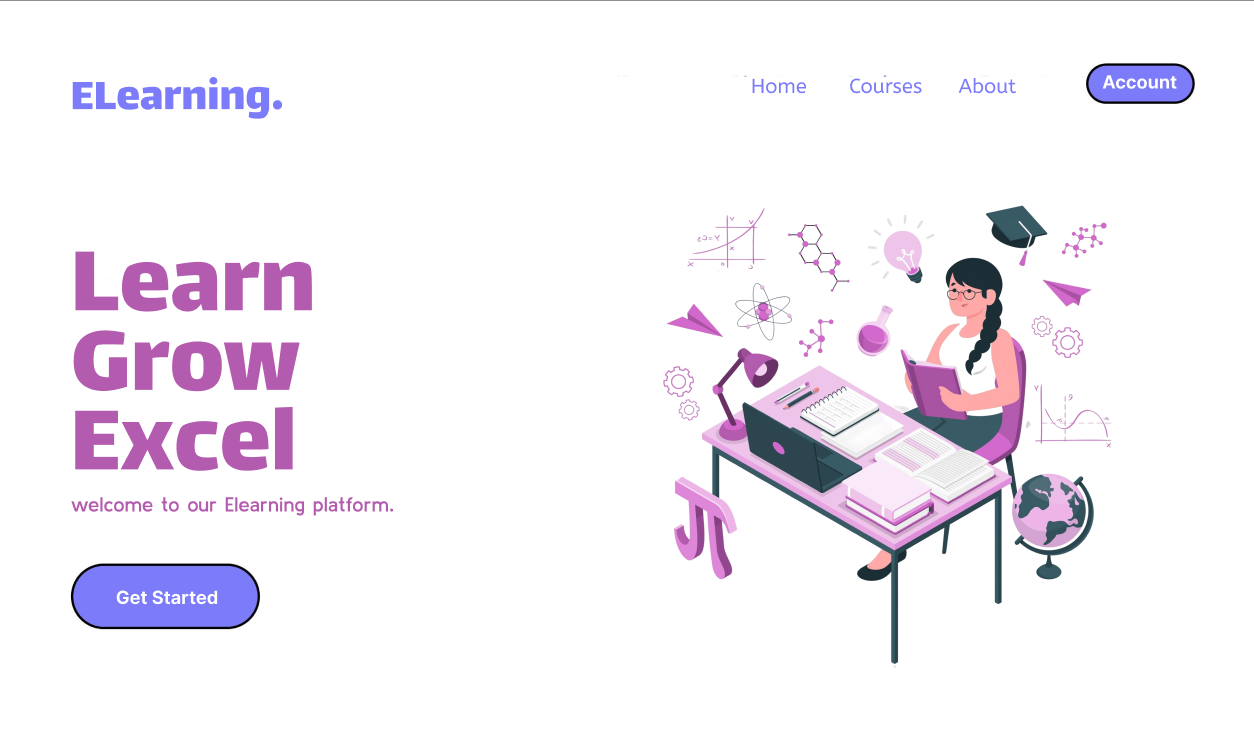 ELearning.
Home Courses About Account
Learn
Grow
Excel
welcome to our Elearning platform.
Get Started